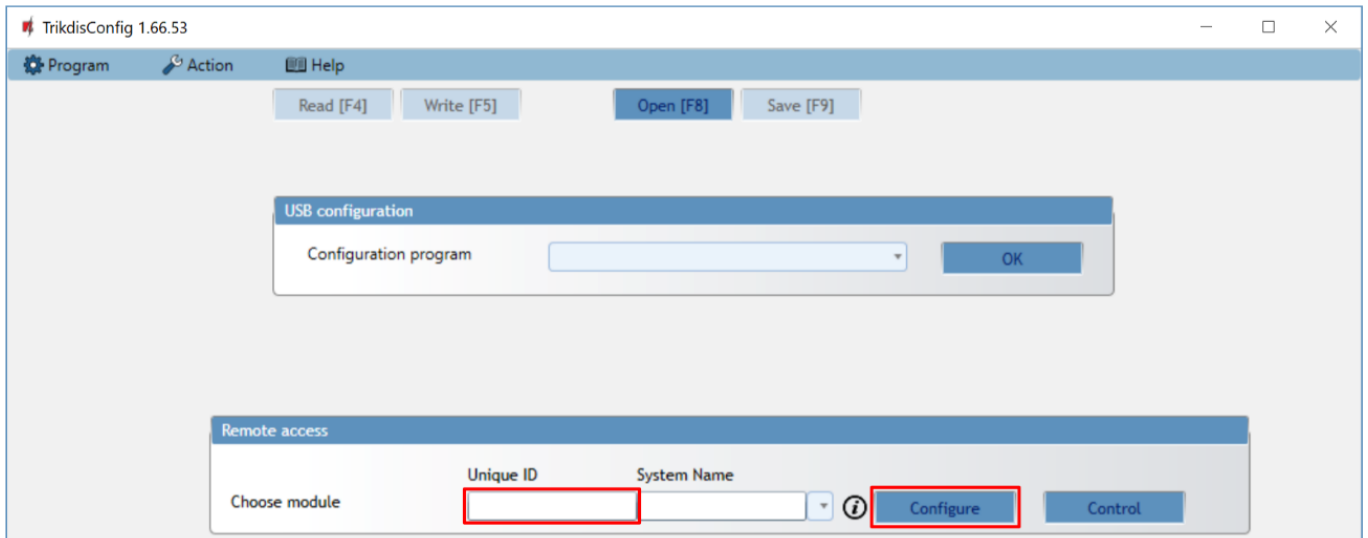 TrikdisConfig 1.66.53
Program Action Help
Read [F4] Write [F5] Open [F8] Save [F9]
USB configuration
Configuration program OK
Remote access
Unique ID System Name
Choose module i Configure Control